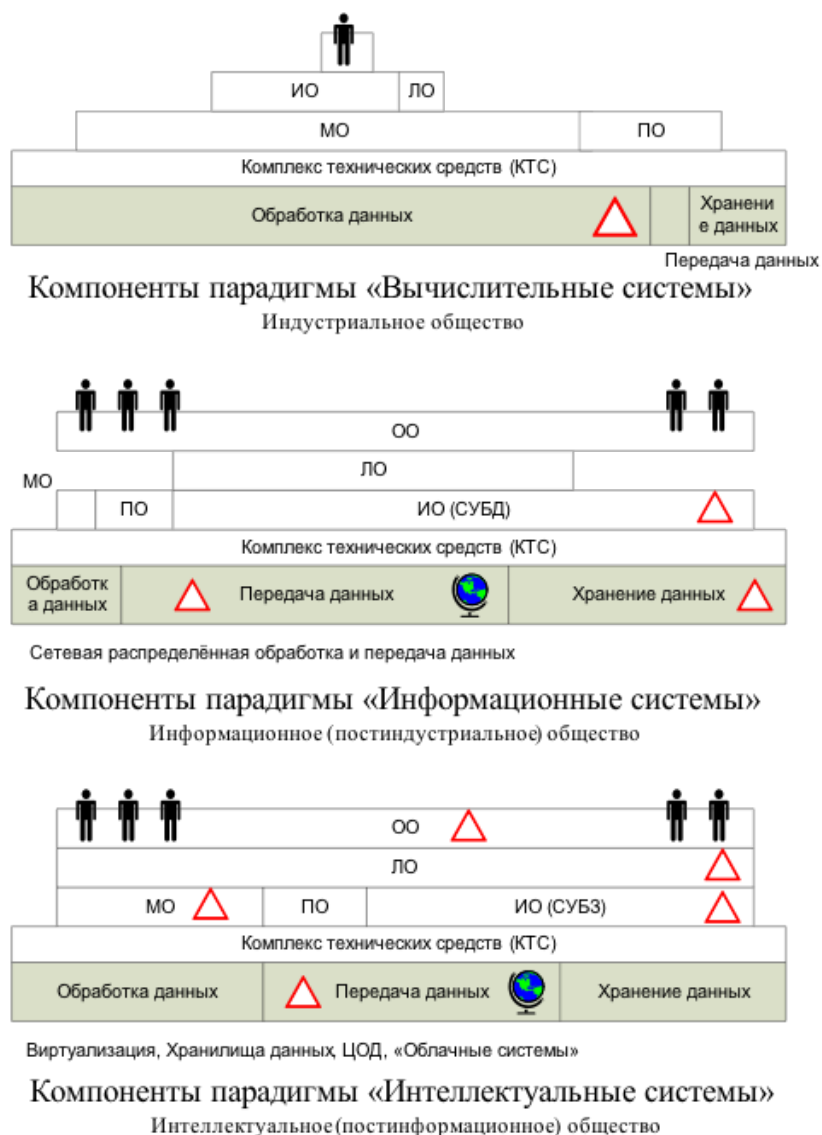 ИО ЛО
МО ПО
Комплекс технических средств (КТС)
Обработка данных
Хранени
е данных
Передача данных
Компоненты парадигмы «Вычислительные системы»
Индустриальное общество
ОО
ЛО
МО
ПО ИО (СУБД)
Комплекс технических средств (КТС)
Обработк
а данных
Передача данных
Хранение данных
Сетевая распределённая обработка и передача данных
Компоненты парадигмы «Информационные системы»
Информационное (постиндустриальное) общество
ОО
ЛО
МО ПО ИО (СУБЗ)
Комплекс технических средств (КТС)
Обработка данных Передача данных Хранение данных
Виртуализация, Хранилища данных, ЦОД, «Облачные системы»
Компоненты парадигмы «Интеллектуальные системы»
Интеллектуальное (постинформационное) общество